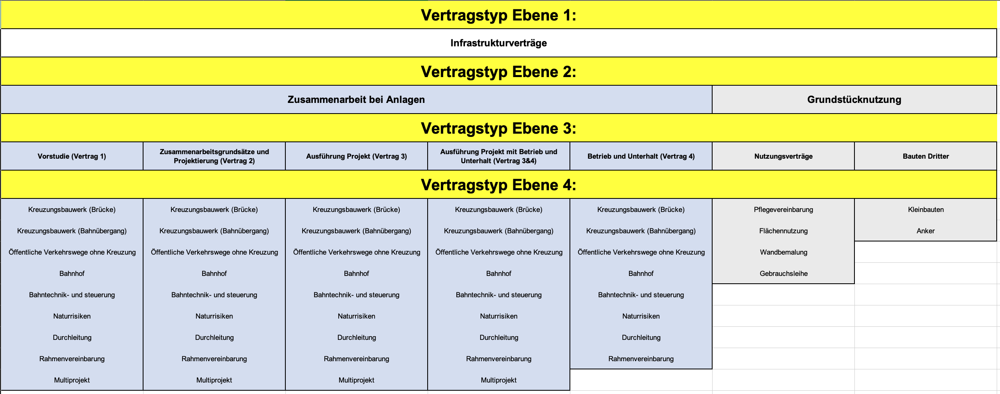 Vertragstyp Ebene 1:
Infrastrukturverträge
Vertragstyp Ebene 2:
Zusammenarbeit bei Anlagen
Grundstücknutzung
Vertragstyp Ebene 3:
Vorstudie (Vertrag 1)
Zusammenarbeitsgrundsätze und
Projektierung (Vertrag 2)
Ausführung Projekt (Vertrag 3)
Ausführung Projekt mit Betrieb und
Unterhalt (Vertrag 3&4)
Betrieb und Unterhalt (Vertrag 4)
Nutzungsverträge
Bauten Dritter
Vertragstyp Ebene 4:
Kreuzungsbauwerk (Brücke)
Kreuzungsbauwerk (Brücke)
Kreuzungsbauwerk (Brücke)
Kreuzungsbauwerk (Brücke)
Kreuzungsbauwerk (Brücke)
Pflegevereinbarung
Kleinbauten
Kreuzungsbauwerk (Bahnübergang)
Kreuzungsbauwerk (Bahnübergang)
Kreuzungsbauwerk (Bahnübergang)
Kreuzungsbauwerk (Bahnübergang)
Kreuzungsbauwerk (Bahnübergang)
Flächennutzung
Anker
Öffentliche Verkehrswege ohne Kreuzung
Öffentliche Verkehrswege ohne Kreuzung
Öffentliche Verkehrswege ohne Kreuzung
Öffentliche Verkehrswege ohne Kreuzung
Öffentliche Verkehrswege ohne Kreuzung
Wandbemalung
Bahnhof
Bahnhof
Bahnhof
Bahnhof
Bahnhof
Gebrauchsleihe
Bahntechnik- und steuerung
Bahntechnik- und steuerung
Bahntechnik- und steuerung
Bahntechnik- und steuerung
Bahntechnik- und steuerung
Naturrisiken
Naturrisiken
Naturrisiken
Naturrisiken
Naturrisiken
Durchleitung
Durchleitung
Durchleitung
Durchleitung
Durchleitung
Rahmenvereinbarung
Rahmenvereinbarung
Rahmenvereinbarung
Rahmenvereinbarung
Rahmenvereinbarung
Multiprojekt
Multiprojekt
Multiprojekt
Multiprojekt